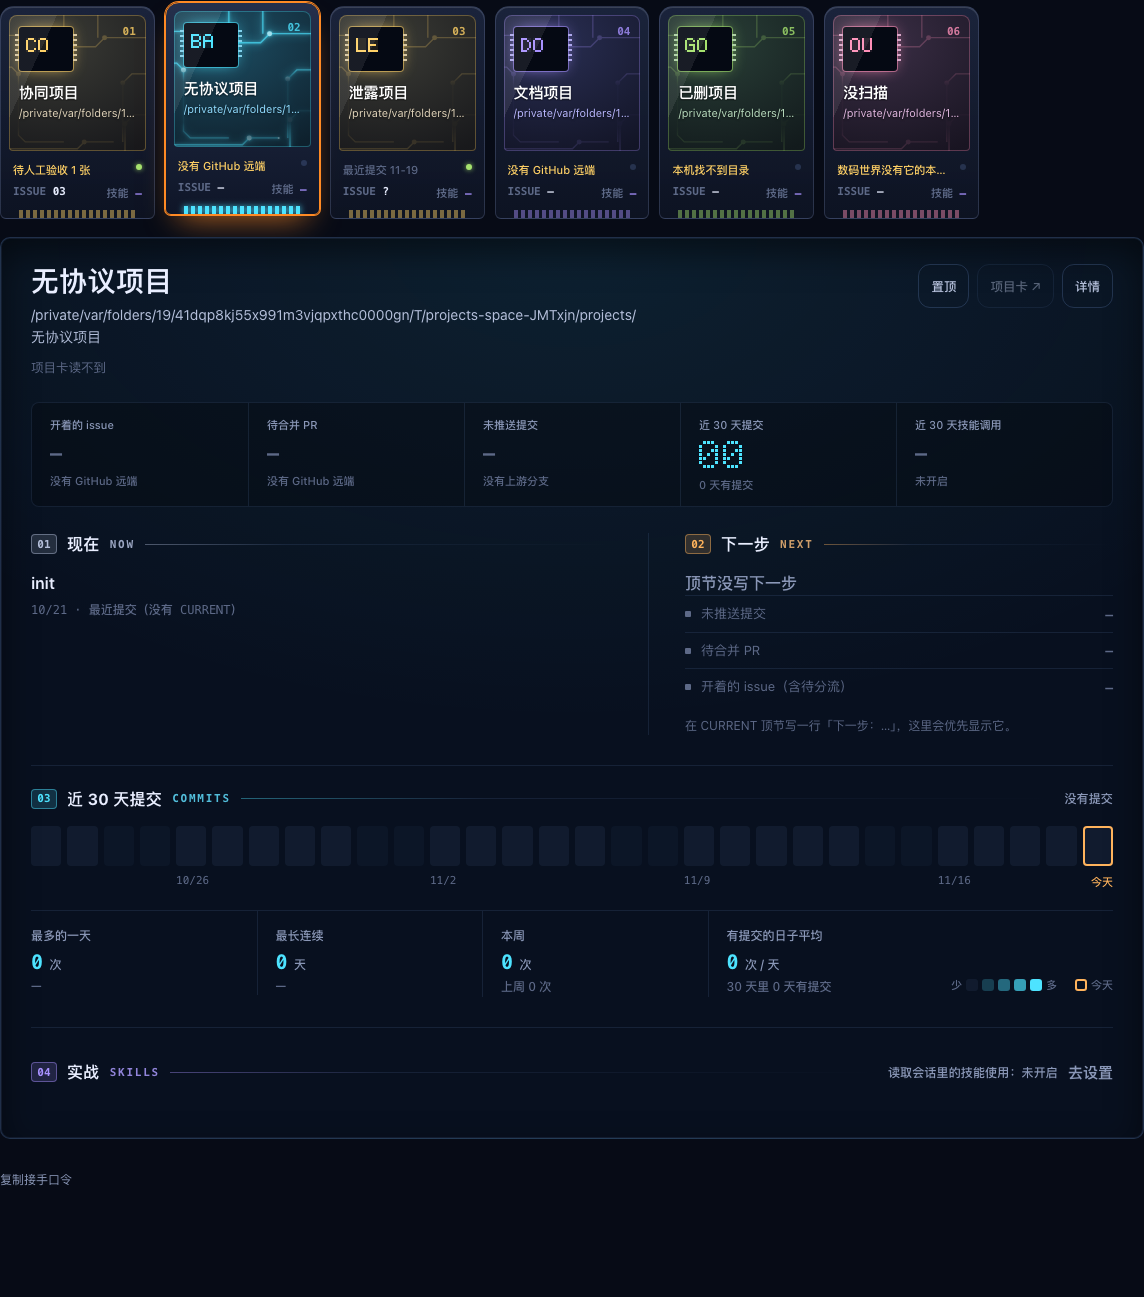 CO
01
协同项目
/private/var/folders/1...
待人工验收 1 张
ISSUE 03
技能 –
BA
02
无协议项目
/private/var/folders/1...
没有 GitHub 远端
ISSUE –
技能 –
LE
03
泄露项目
/private/var/folders/1...
最近提交 11-19
ISSUE ?
技能 –
DO
04
文档项目
/private/var/folders/1...
没有 GitHub 远端
ISSUE –
技能 –
GO
05
已删项目
/private/var/folders/1...
本机找不到目录
ISSUE –
技能 –
OU
06
没扫描
/private/var/folders/1...
数码世界没有它的本...
ISSUE –
技能 –
无协议项目
置顶
项目卡 ↗
详情
/private/var/folders/19/41dqp8kj55x991m3vjqpxthc0000gn/T/projects-space-JMTxjn/projects/
无协议项目
项目卡读不到
开着的 issue
–
没有 GitHub 远端
待合并 PR
–
没有 GitHub 远端
未推送提交
–
没有上游分支
近 30 天提交
00
0 天有提交
近 30 天技能调用
–
未开启
01 现在 NOW
init
10/21 · 最近提交（没有 CURRENT）
02 下一步 NEXT
顶节没写下一步
未推送提交 –
待合并 PR –
开着的 issue（含待分流） –
在 CURRENT 顶节写一行「下一步：…」，这里会优先显示它。
03 近 30 天提交 COMMITS
没有提交
10/26 11/2 11/9 11/16 今天
最多的一天
0 次
—
最长连续
0 天
—
本周
0 次
上周 0 次
有提交的日子平均
0 次 / 天
30 天里 0 天有提交
少 多 今天
04 实战 SKILLS
读取会话里的技能使用：未开启 去设置
复制接手口令